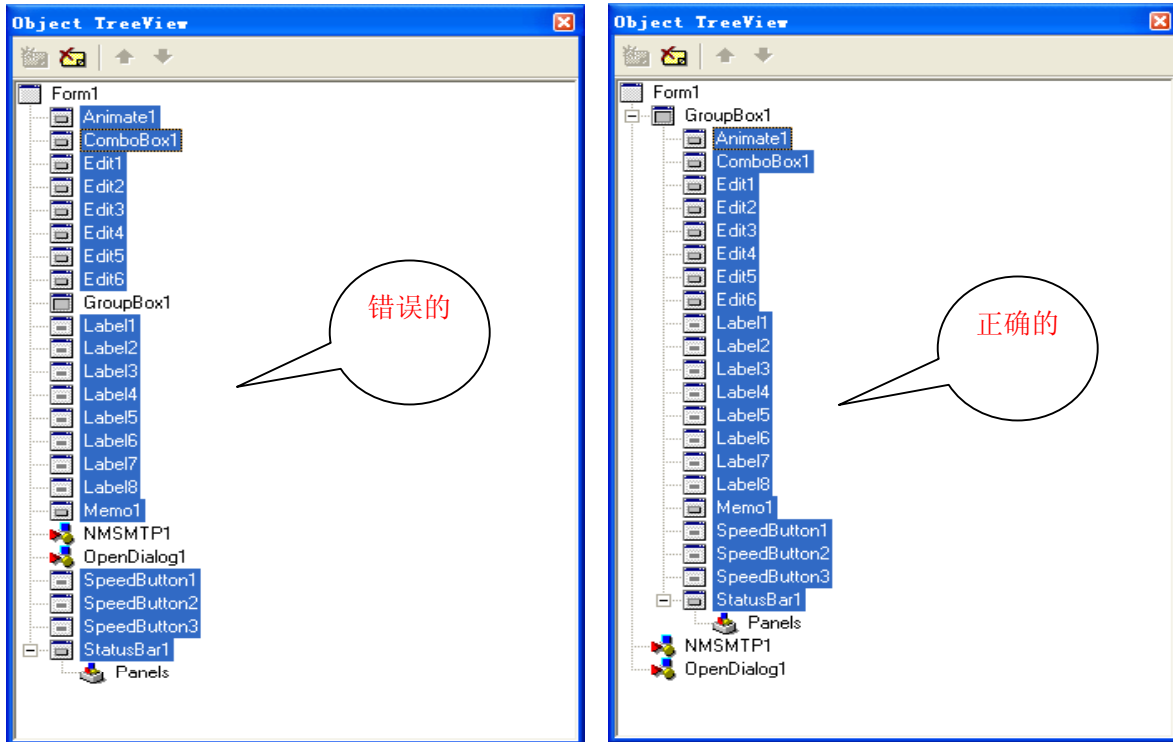 Object TreeView
Form1
Animate1
ComboBox1
Edit1
Edit2
Edit3
Edit4
Edit5
Edit6
GroupBox1
Label1
Label2
Label3
Label4
Label5
Label6
Label7
Label8
Memo1
NMSMTP1
OpenDialog1
SpeedButton1
SpeedButton2
SpeedButton3
StatusBar1
Panels
错误的
Object TreeView
Form1
GroupBox1
Animate1
ComboBox1
Edit1
Edit2
Edit3
Edit4
Edit5
Edit6
Label1
Label2
Label3
Label4
Label5
Label6
Label7
Label8
Memo1
SpeedButton1
SpeedButton2
SpeedButton3
StatusBar1
Panels
NMSMTP1
OpenDialog1
正确的